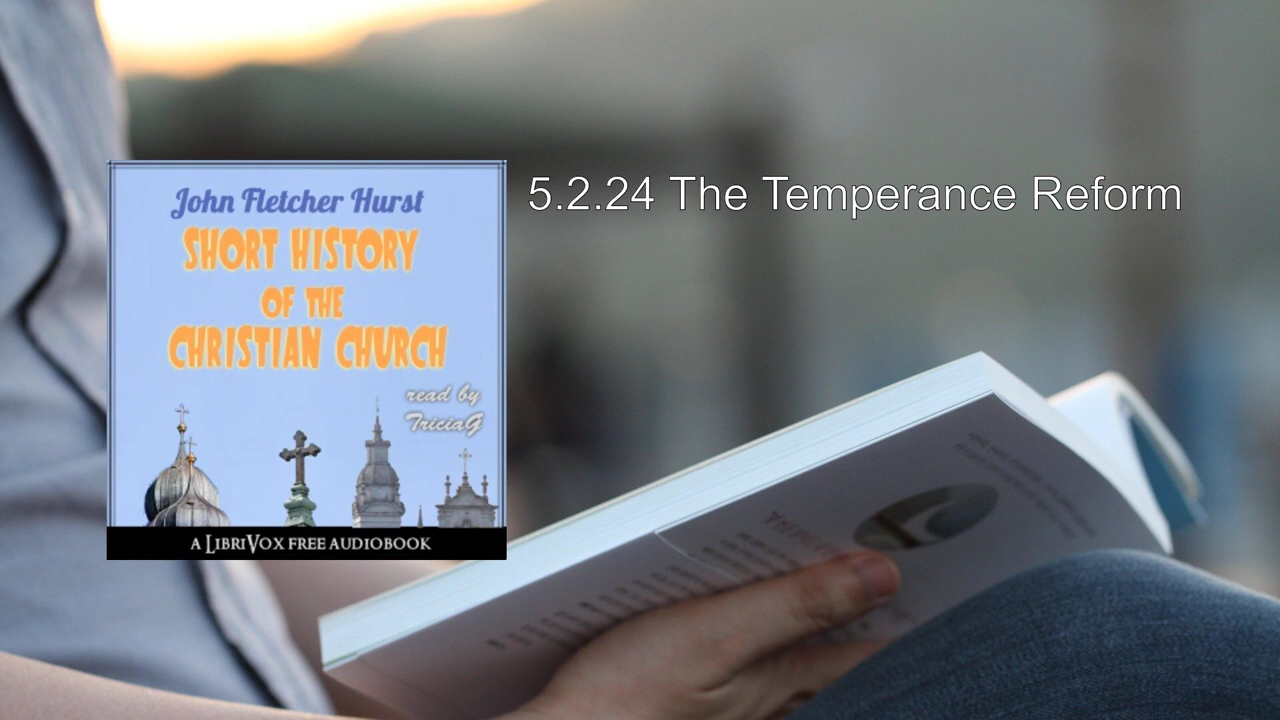 John Fletcher Hurst
SHORT HISTORY
OF THE
CHRISTIAN CHURCH
read by
TriciaG
A LIBRIVOX FREE AUDIOBOOK
5.2.24 The Temperance Reform